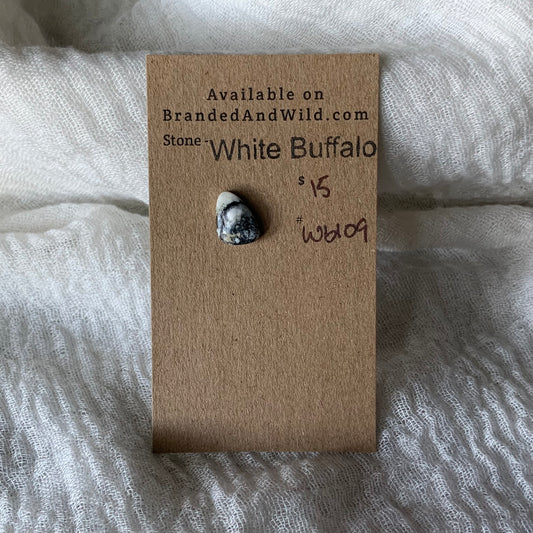 Available on
BrandedAndWild.com
Stone - White Buffalo
$ 15
# Wb109